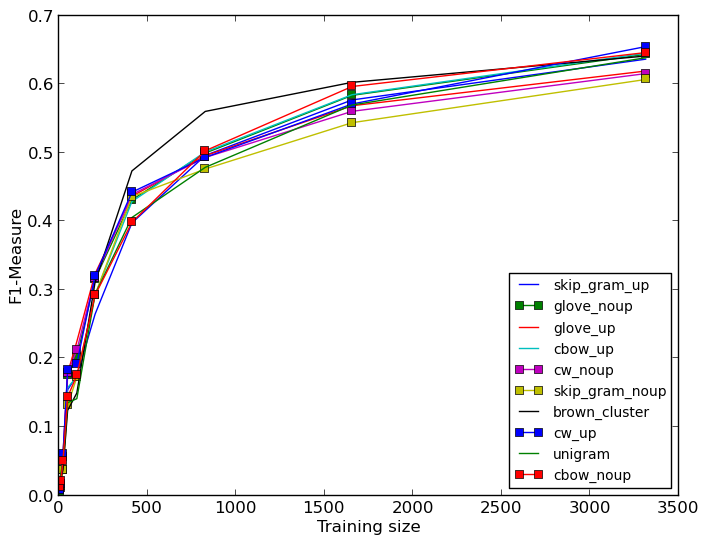 0.7
0.6
0.5
0.4
0.3
0.2
0.1
0.0
F1-Measure
skip_gram_up
glove_noup
glove_up
cbow_up
cw_noup
skip_gram_noup
brown_cluster
cw_up
unigram
cbow_noup
0 500 1000 1500 2000 2500 3000 3500
Training size